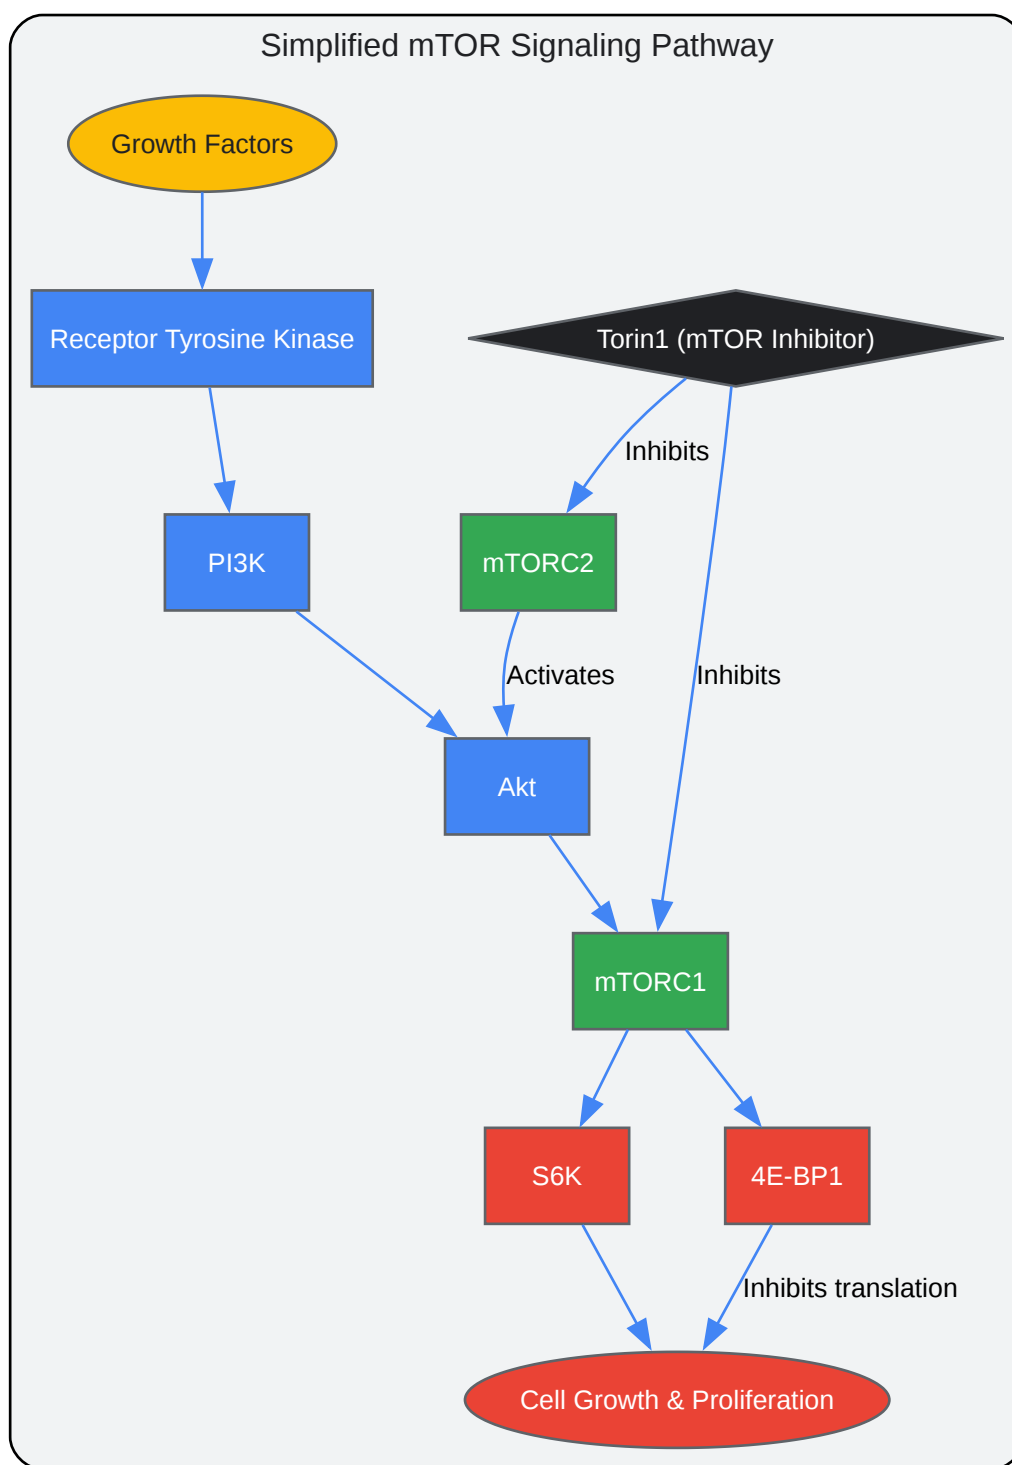 Simplified mTOR Signaling Pathway
Growth Factors
Receptor Tyrosine Kinase
Torin1 (mTOR Inhibitor)
Inhibits
PI3K
mTORC2
Activates
Inhibits
Akt
mTORC1
S6K
4E-BP1
Inhibits translation
Cell Growth & Proliferation